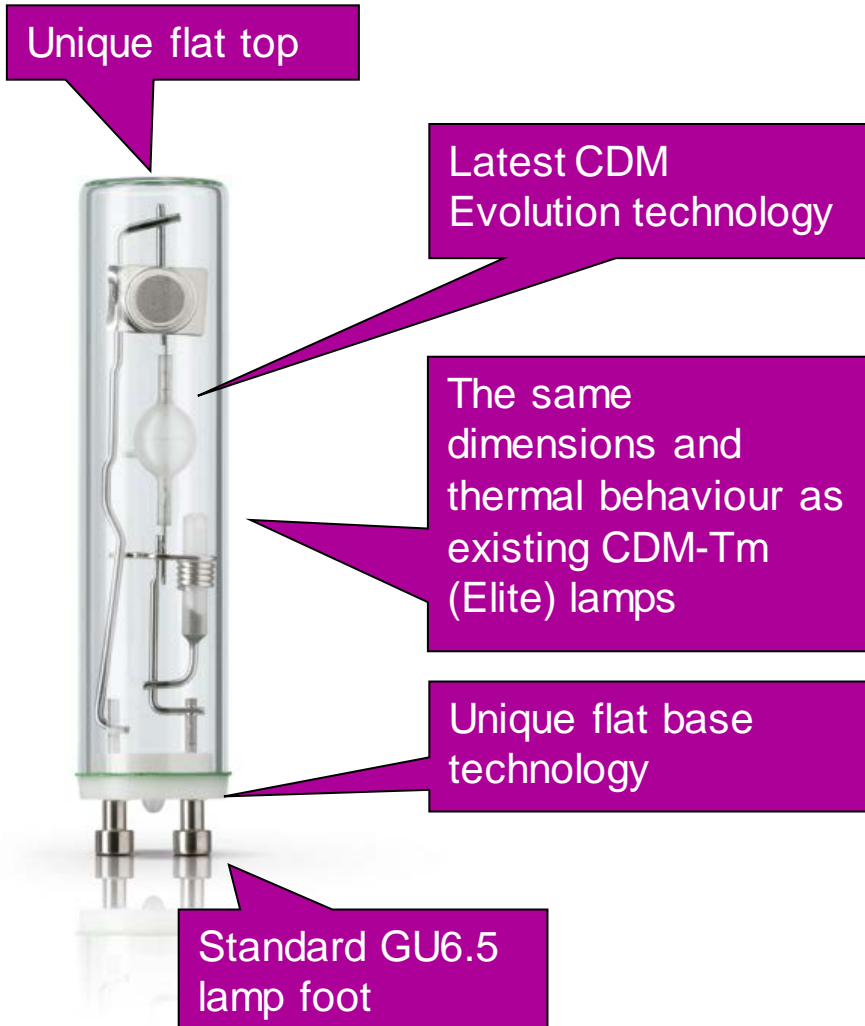 Unique flat top
Latest CDM
Evolution technology
The same
dimensions and
thermal behaviour as
existing CDM-Tm
(Elite) lamps
Unique flat base
technology
Standard GU6.5
lamp foot